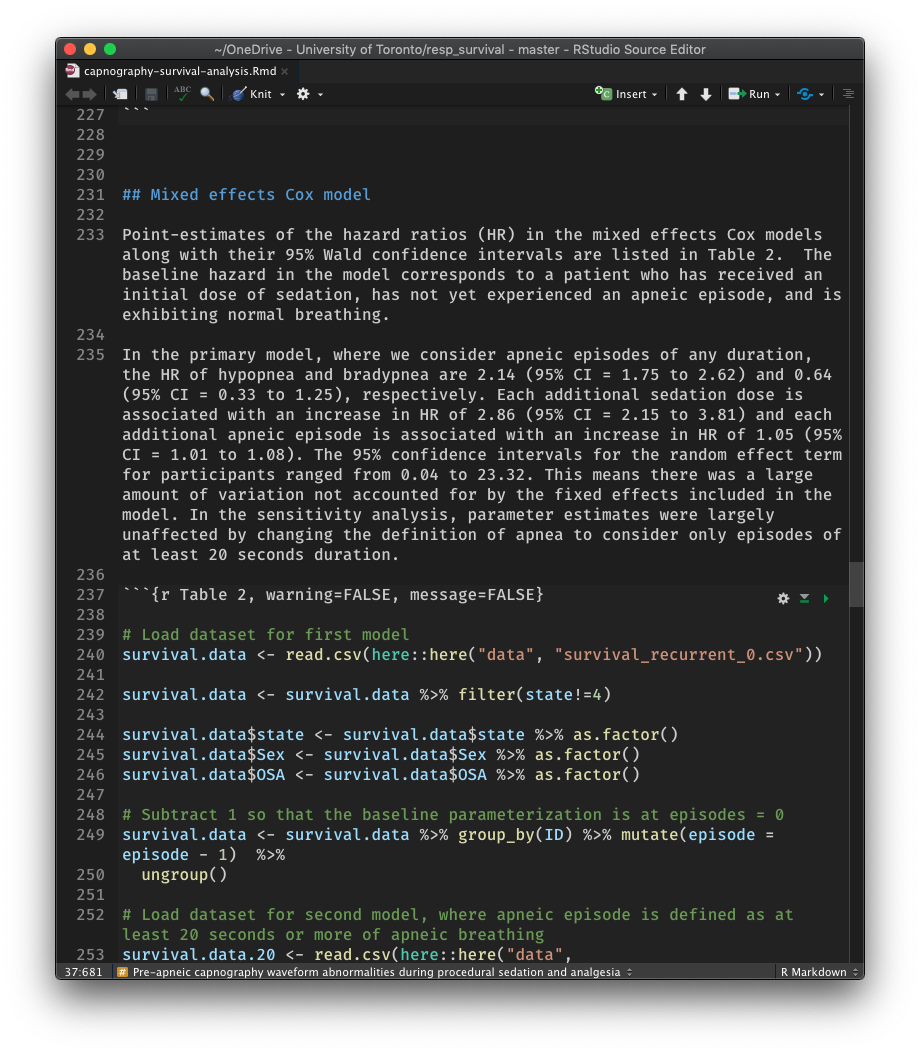 ~/OneDrive - University of Toronto/resp_survival - master - RStudio Source Editor
capnography-survival-analysis.Rmd ×
ABC Knit Insert Run
227 ```
228
229
230
231 ## Mixed effects Cox model
232
233 Point-estimates of the hazard ratios (HR) in the mixed effects Cox models
along with their 95% Wald confidence intervals are listed in Table 2.  The
baseline hazard in the model corresponds to a patient who has received an
initial dose of sedation, has not yet experienced an apneic episode, and is
exhibiting normal breathing.
234
235 In the primary model, where we consider apneic episodes of any duration,
the HR of hypopnea and bradypnea are 2.14 (95% CI = 1.75 to 2.62) and 0.64
(95% CI = 0.33 to 1.25), respectively. Each additional sedation dose is
associated with an increase in HR of 2.86 (95% CI = 2.15 to 3.81) and each
additional apneic episode is associated with an increase in HR of 1.05 (95%
CI = 1.01 to 1.08). The 95% confidence intervals for the random effect term
for participants ranged from 0.04 to 23.32. This means there was a large
amount of variation not accounted for by the fixed effects included in the
model. In the sensitivity analysis, parameter estimates were largely
unaffected by changing the definition of apnea to consider only episodes of
at least 20 seconds duration.
236
237 ```{r Table 2, warning=FALSE, message=FALSE}
238
239 # Load dataset for first model
240 survival.data <- read.csv(here::here("data", "survival_recurrent_0.csv"))
241
242 survival.data <- survival.data %>% filter(state!=4)
243
244 survival.data$state <- survival.data$state %>% as.factor()
245 survival.data$Sex <- survival.data$Sex %>% as.factor()
246 survival.data$OSA <- survival.data$OSA %>% as.factor()
247
248 # Subtract 1 so that the baseline parameterization is at episodes = 0
249 survival.data <- survival.data %>% group_by(ID) %>% mutate(episode =
episode - 1)  %>%
250   ungroup()
251
252 # Load dataset for second model, where apneic episode is defined as at
least 20 seconds or more of apneic breathing
253 survival.data.20 <- read.csv(here::here("data",
37:681 # Pre-apneic capnography waveform abnormalities during procedural sedation and analgesia R Markdown